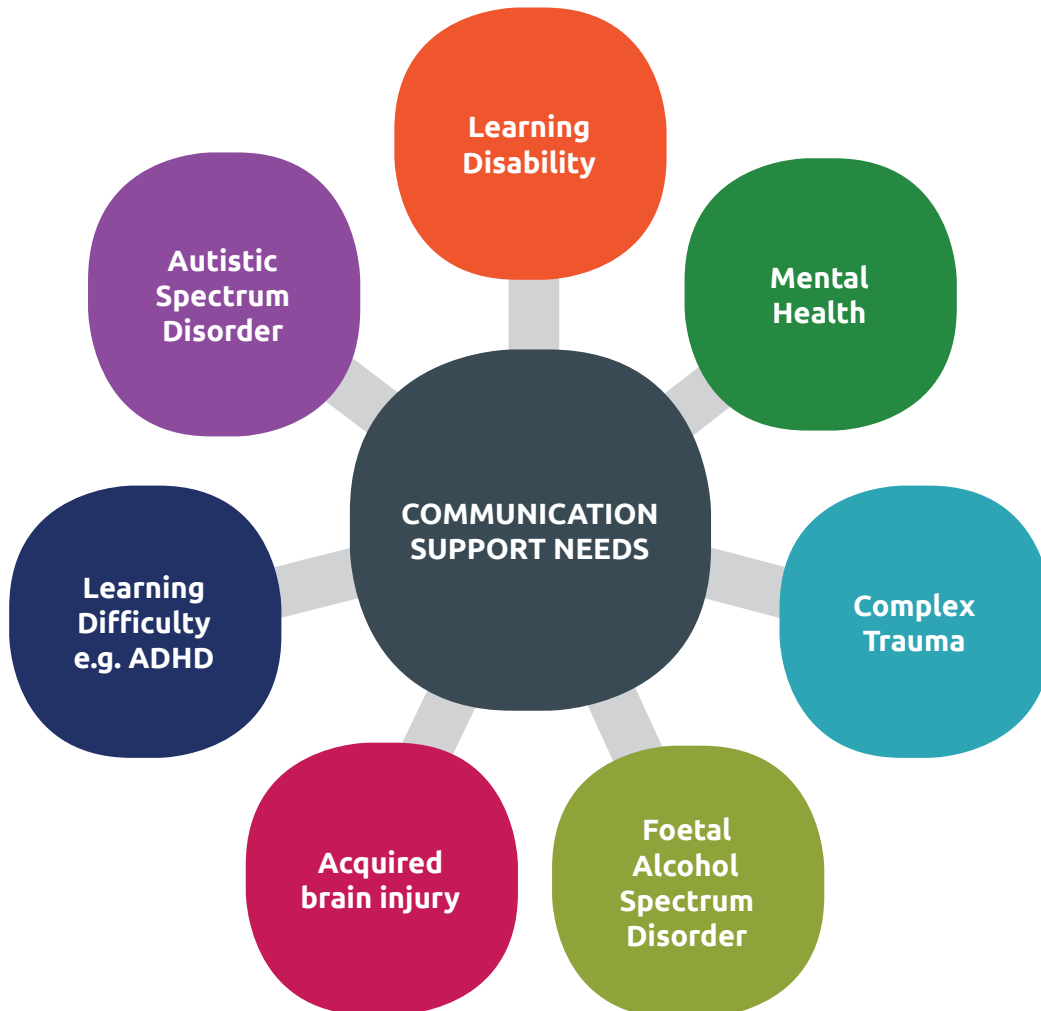 Learning
Disability
Mental
Health
Complex
Trauma
Foetal
Alcohol
Spectrum
Disorder
Acquired
brain injury
Learning
Difficulty
e.g. ADHD
Autistic
Spectrum
Disorder
COMMUNICATION
SUPPORT NEEDS